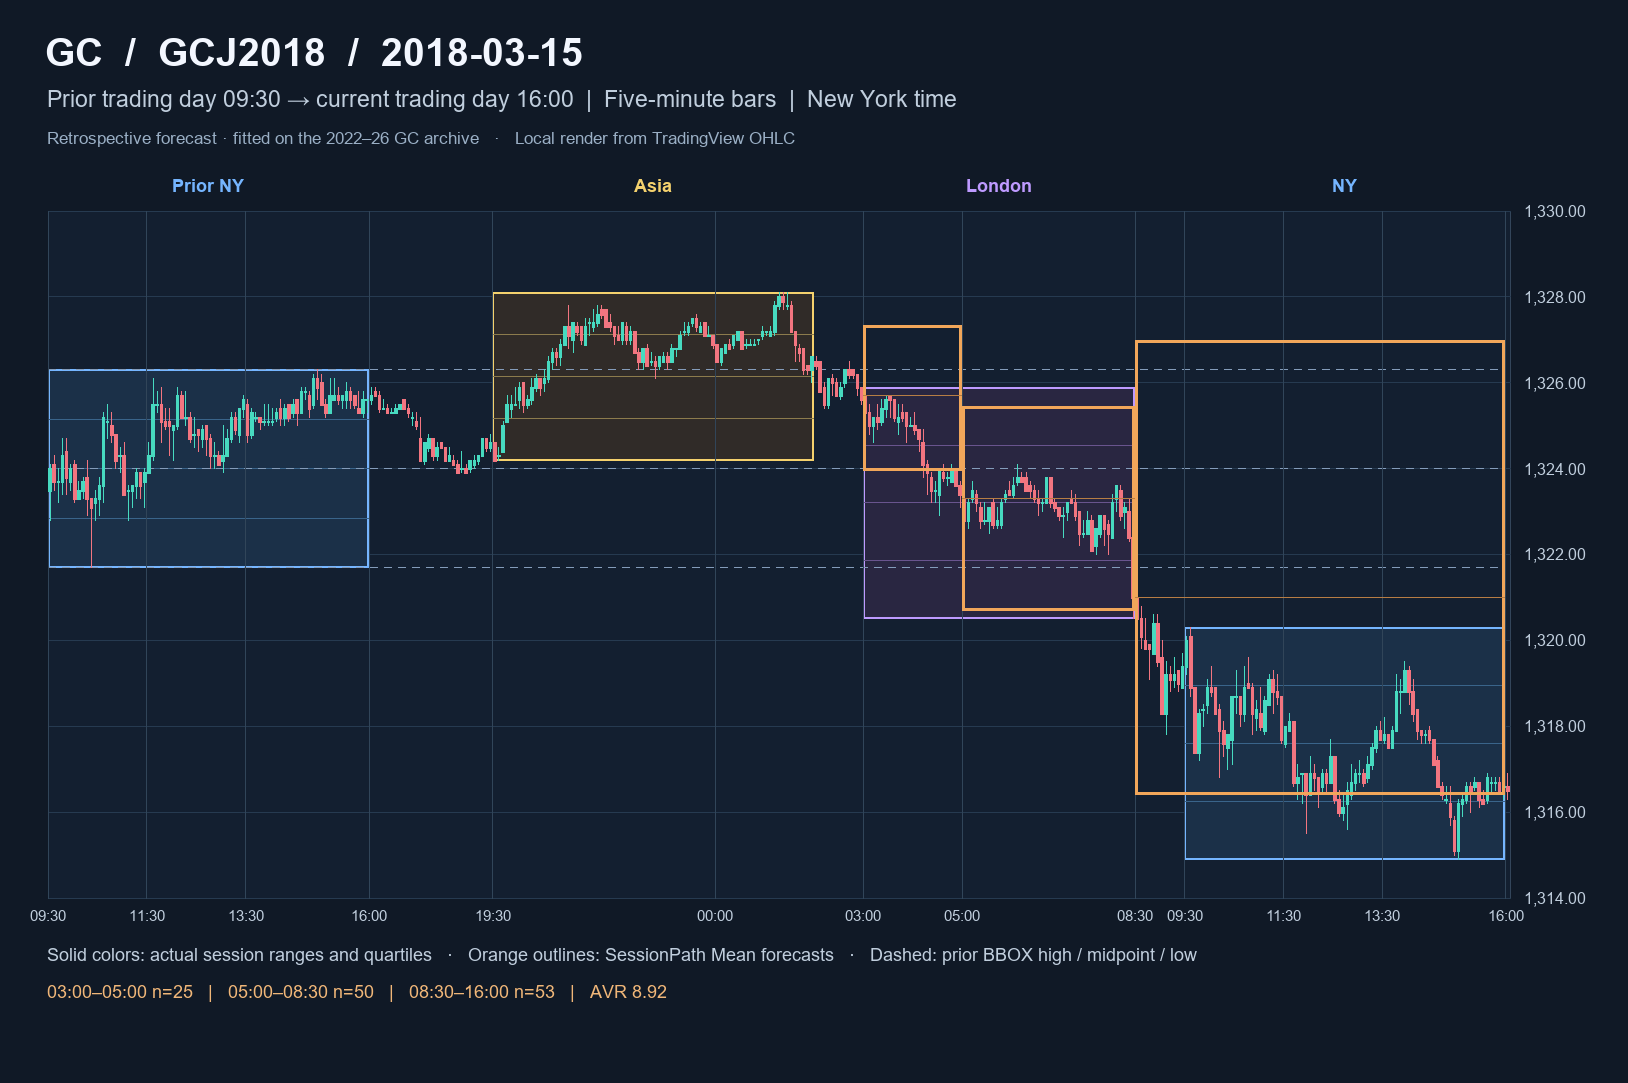 GC / GCJ2018 / 2018-03-15
Prior trading day 09:30 → current trading day 16:00 | Five-minute bars | New York time
Retrospective forecast · fitted on the 2022–26 GC archive · Local render from TradingView OHLC
Prior NY Asia London NY
1,330.00
1,328.00
1,326.00
1,324.00
1,322.00
1,320.00
1,318.00
1,316.00
1,314.00
09:30 11:30 13:30 16:00 19:30 00:00 03:00 05:00 08:30 09:30 11:30 13:30 16:00
Solid colors: actual session ranges and quartiles · Orange outlines: SessionPath Mean forecasts · Dashed: prior BBOX high / midpoint / low
03:00–05:00 n=25 | 05:00–08:30 n=50 | 08:30–16:00 n=53 | AVR 8.92